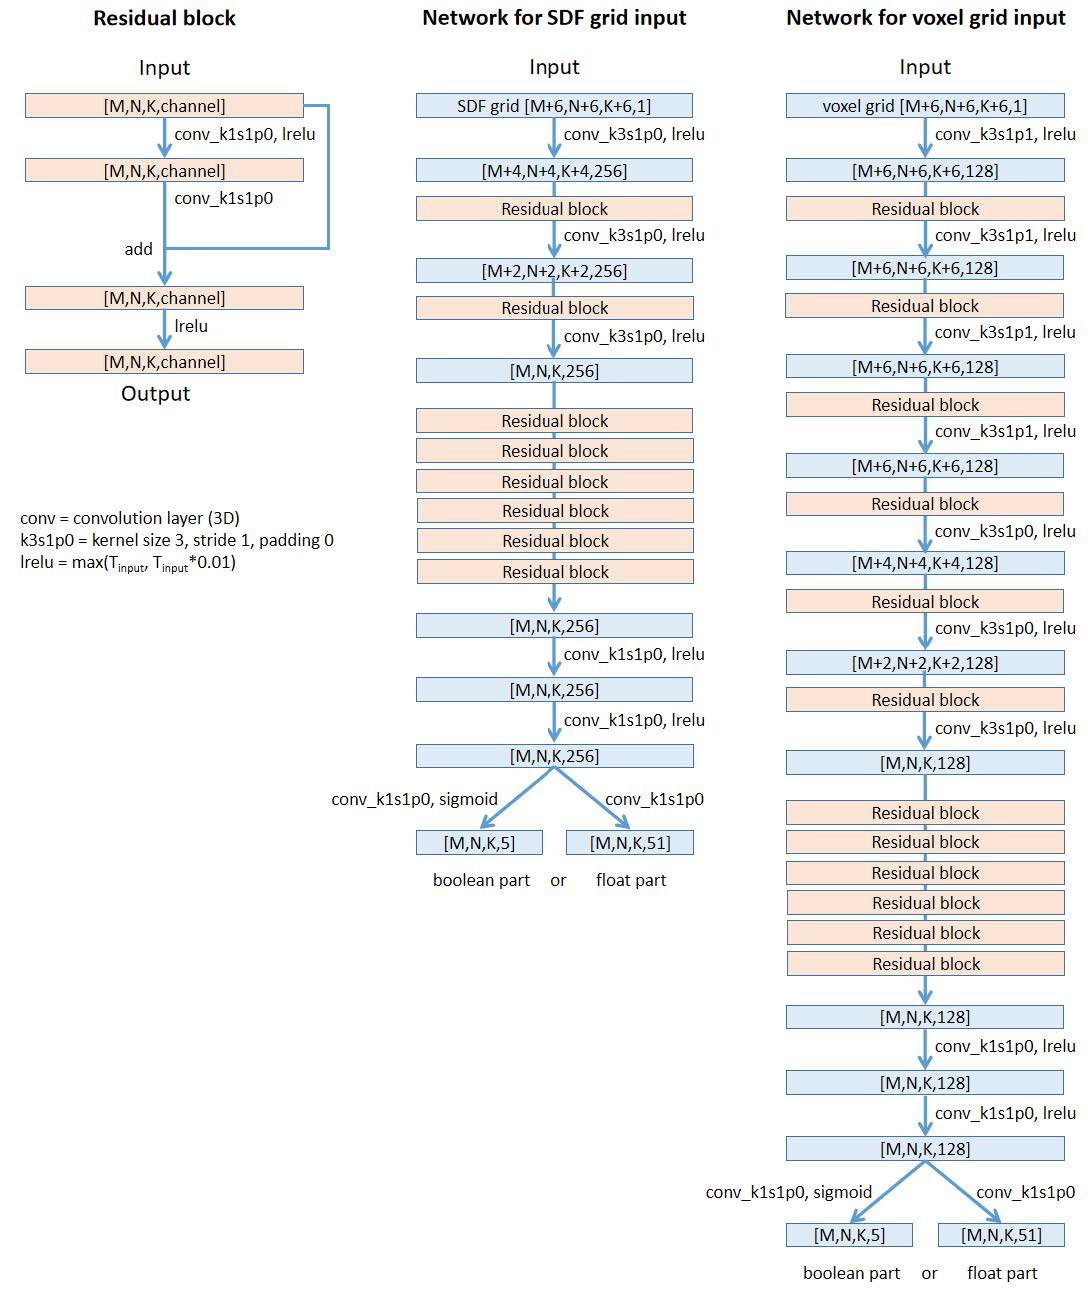 Residual block
Input
[M,N,K,channel]
conv_k1s1p0, lrelu
[M,N,K,channel]
conv_k1s1p0
add
[M,N,K,channel]
lrelu
[M,N,K,channel]
Output
conv = convolution layer (3D)
k3s1p0 = kernel size 3, stride 1, padding 0
lrelu = max(Tinput, Tinput*0.01)
Network for SDF grid input
Input
SDF grid [M+6,N+6,K+6,1]
conv_k3s1p0, lrelu
[M+4,N+4,K+4,256]
Residual block
conv_k3s1p0, lrelu
[M+2,N+2,K+2,256]
Residual block
conv_k3s1p0, lrelu
[M,N,K,256]
Residual block
Residual block
Residual block
Residual block
Residual block
Residual block
[M,N,K,256]
conv_k1s1p0, lrelu
[M,N,K,256]
conv_k1s1p0, lrelu
[M,N,K,256]
conv_k1s1p0, sigmoid conv_k1s1p0
[M,N,K,5] [M,N,K,51]
boolean part or float part
Network for voxel grid input
Input
voxel grid [M+6,N+6,K+6,1]
conv_k3s1p1, lrelu
[M+6,N+6,K+6,128]
Residual block
conv_k3s1p1, lrelu
[M+6,N+6,K+6,128]
Residual block
conv_k3s1p1, lrelu
[M+6,N+6,K+6,128]
Residual block
conv_k3s1p1, lrelu
[M+6,N+6,K+6,128]
Residual block
conv_k3s1p0, lrelu
[M+4,N+4,K+4,128]
Residual block
conv_k3s1p0, lrelu
[M+2,N+2,K+2,128]
Residual block
conv_k3s1p0, lrelu
[M,N,K,128]
Residual block
Residual block
Residual block
Residual block
Residual block
Residual block
[M,N,K,128]
conv_k1s1p0, lrelu
[M,N,K,128]
conv_k1s1p0, lrelu
[M,N,K,128]
conv_k1s1p0, sigmoid conv_k1s1p0
[M,N,K,5] [M,N,K,51]
boolean part or float part